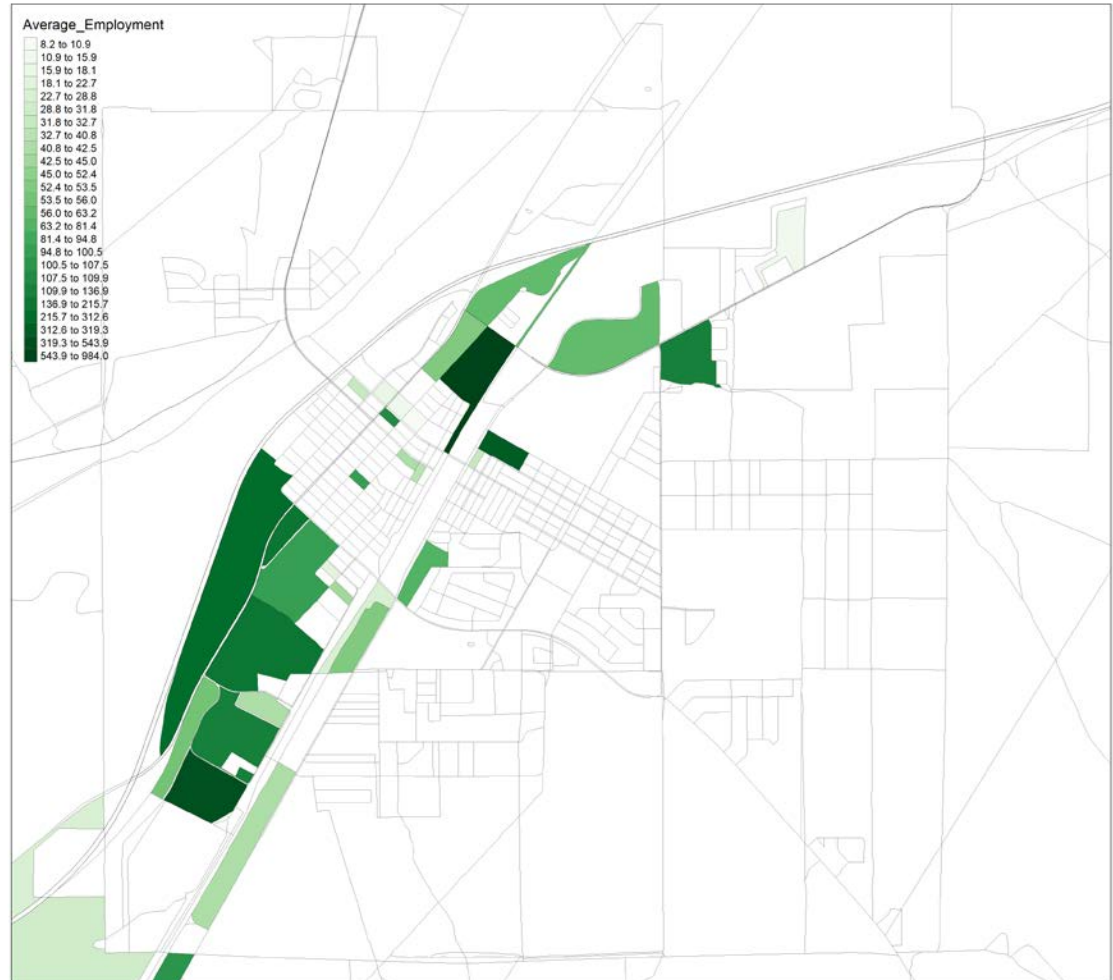 Average_Employment
8.2 to 10.9
10.9 to 15.9
15.9 to 18.1
18.1 to 22.7
22.7 to 28.8
28.8 to 31.8
31.8 to 32.7
32.7 to 40.8
40.8 to 42.5
42.5 to 45.0
45.0 to 52.4
52.4 to 53.5
53.5 to 56.0
56.0 to 63.2
63.2 to 81.4
81.4 to 94.8
94.8 to 100.5
100.5 to 107.5
107.5 to 109.9
109.9 to 136.9
136.9 to 215.7
215.7 to 312.6
312.6 to 319.3
319.3 to 543.9
543.9 to 984.0